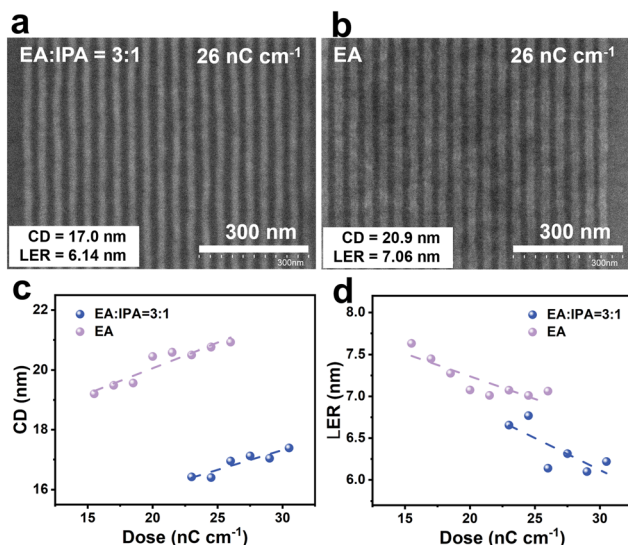 a
EA:IPA = 3:1 26 nC cm⁻¹
CD = 17.0 nm
LER = 6.14 nm
300 nm
300nm
b
EA 26 nC cm⁻¹
CD = 20.9 nm
LER = 7.06 nm
300 nm
300nm
c
EA:IPA=3:1
EA
CD (nm)
22
20
18
16
15 20 25 30
Dose (nC cm⁻¹)
d
EA:IPA=3:1
EA
LER (nm)
8.0
7.5
7.0
6.5
6.0
15 20 25 30
Dose (nC cm⁻¹)